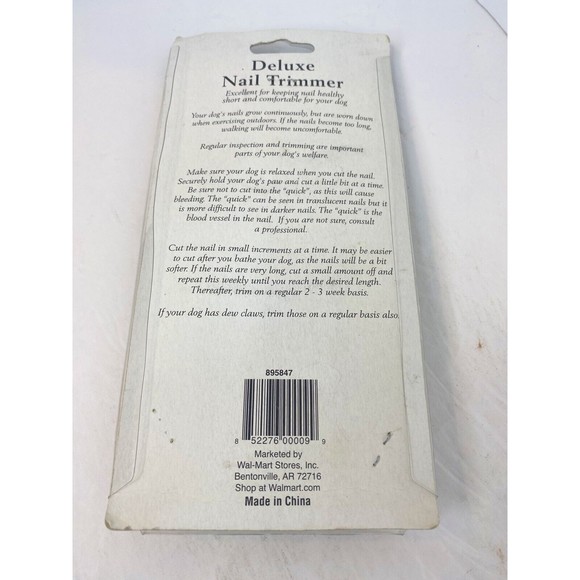 Deluxe
Nail Trimmer
Excellent for keeping nail healthy
short and comfortable for your dog
Your dog's nails grow continuously, but are worn down
when exercising outdoors. If the nails become too long,
walking will become uncomfortable.
Regular inspection and trimming are important
parts of your dog's welfare.
Make sure your dog is relaxed when you cut the nail.
Securely hold your dog's paw and cut a little bit at a time.
Be sure not to cut into the "quick", as this will cause
bleeding. The "quick" can be seen in translucent nails but it
is more difficult to see in darker nails. The "quick" is the
blood vessel in the nail. If you are not sure, consult
a professional.
Cut the nail in small increments at a time. It may be easier
to cut after you bathe your dog, as the nails will be a bit
softer. If the nails are very long, cut a small amount off and
repeat this weekly until you reach the desired length.
Thereafter, trim on a regular 2 - 3 week basis.
If your dog has dew claws, trim those on a regular basis also
895847
8 52276 00009 9
Marketed by
Wal-Mart Stores, Inc.
Bentonville, AR 72716
Shop at Walmart.com
Made in China